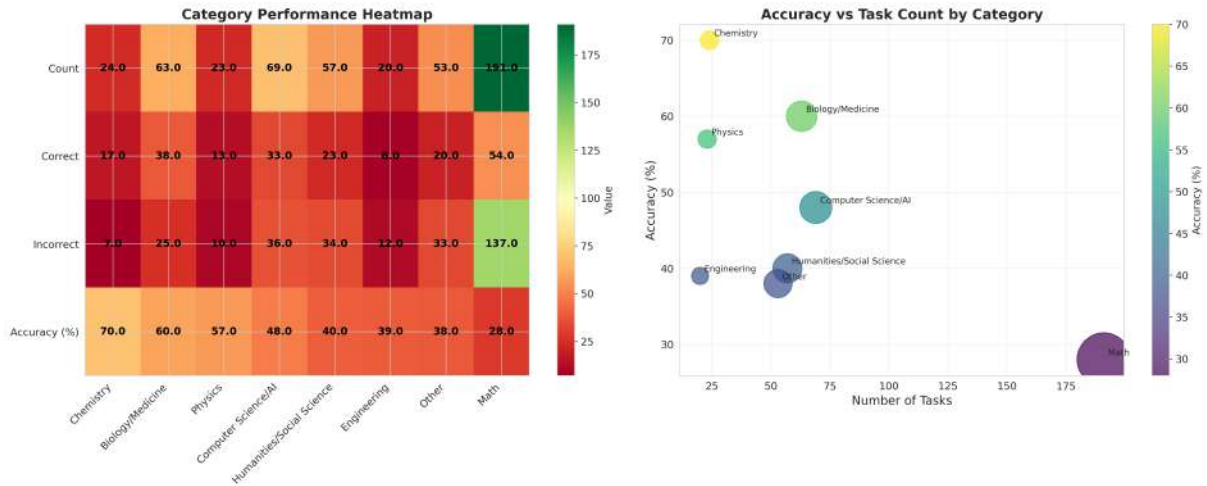 Category Performance Heatmap
Count
24.0 63.0 23.0 69.0 57.0 20.0 53.0 191.0
Correct
17.0 38.0 13.0 33.0 23.0 8.0 20.0 54.0
Incorrect
7.0 25.0 10.0 36.0 34.0 12.0 33.0 137.0
Accuracy (%)
70.0 60.0 57.0 48.0 40.0 39.0 38.0 28.0
Chemistry
Biology/Medicine
Physics
Computer Science/AI
Humanities/Social Science
Engineering
Other
Math
175
150
125
100
75
50
25
Value
Accuracy vs Task Count by Category
70
60
50
40
30
Accuracy (%)
Chemistry
Biology/Medicine
Physics
Computer Science/AI
Humanities/Social Science
Engineering
Other
Math
25 50 75 100 125 150 175
Number of Tasks
70
65
60
55
50
45
40
35
30
Accuracy (%)